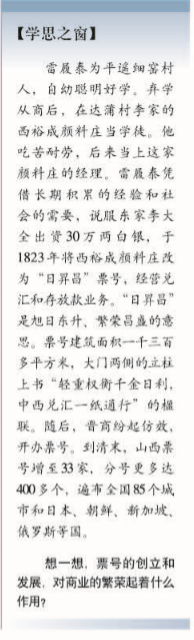 【学思之窗】
雷履泰为平遥细窑村
人，自幼聪明好学。弃学
从商后，在达蒲村李家的
西裕成颜料庄当学徒。他
吃苦耐劳，后来当上这家
颜料庄的经理。雷履泰凭
借长期积累的经验和社
会的需要，说服东家李大
全出资30万两白银，于
1823年将西裕成颜料庄改
为“日昇昌”票号，经营兑
汇和存放款业务。“日昇昌”
是旭日东升、繁荣昌盛的意
思。票号建筑面积一千三百
多平方米，大门两侧的立柱
上书“轻重权衡千金日利，
中西兑汇一纸通行”的楹
联。随后，晋商纷起仿效，
开办票号。到清末，山西票
号增至33家，分号更多达
400多个，遍布全国85个城
市和日本、朝鲜、新加坡、
俄罗斯等国。
想一想，票号的创立和
发展，对商业的繁荣起着什么
作用？